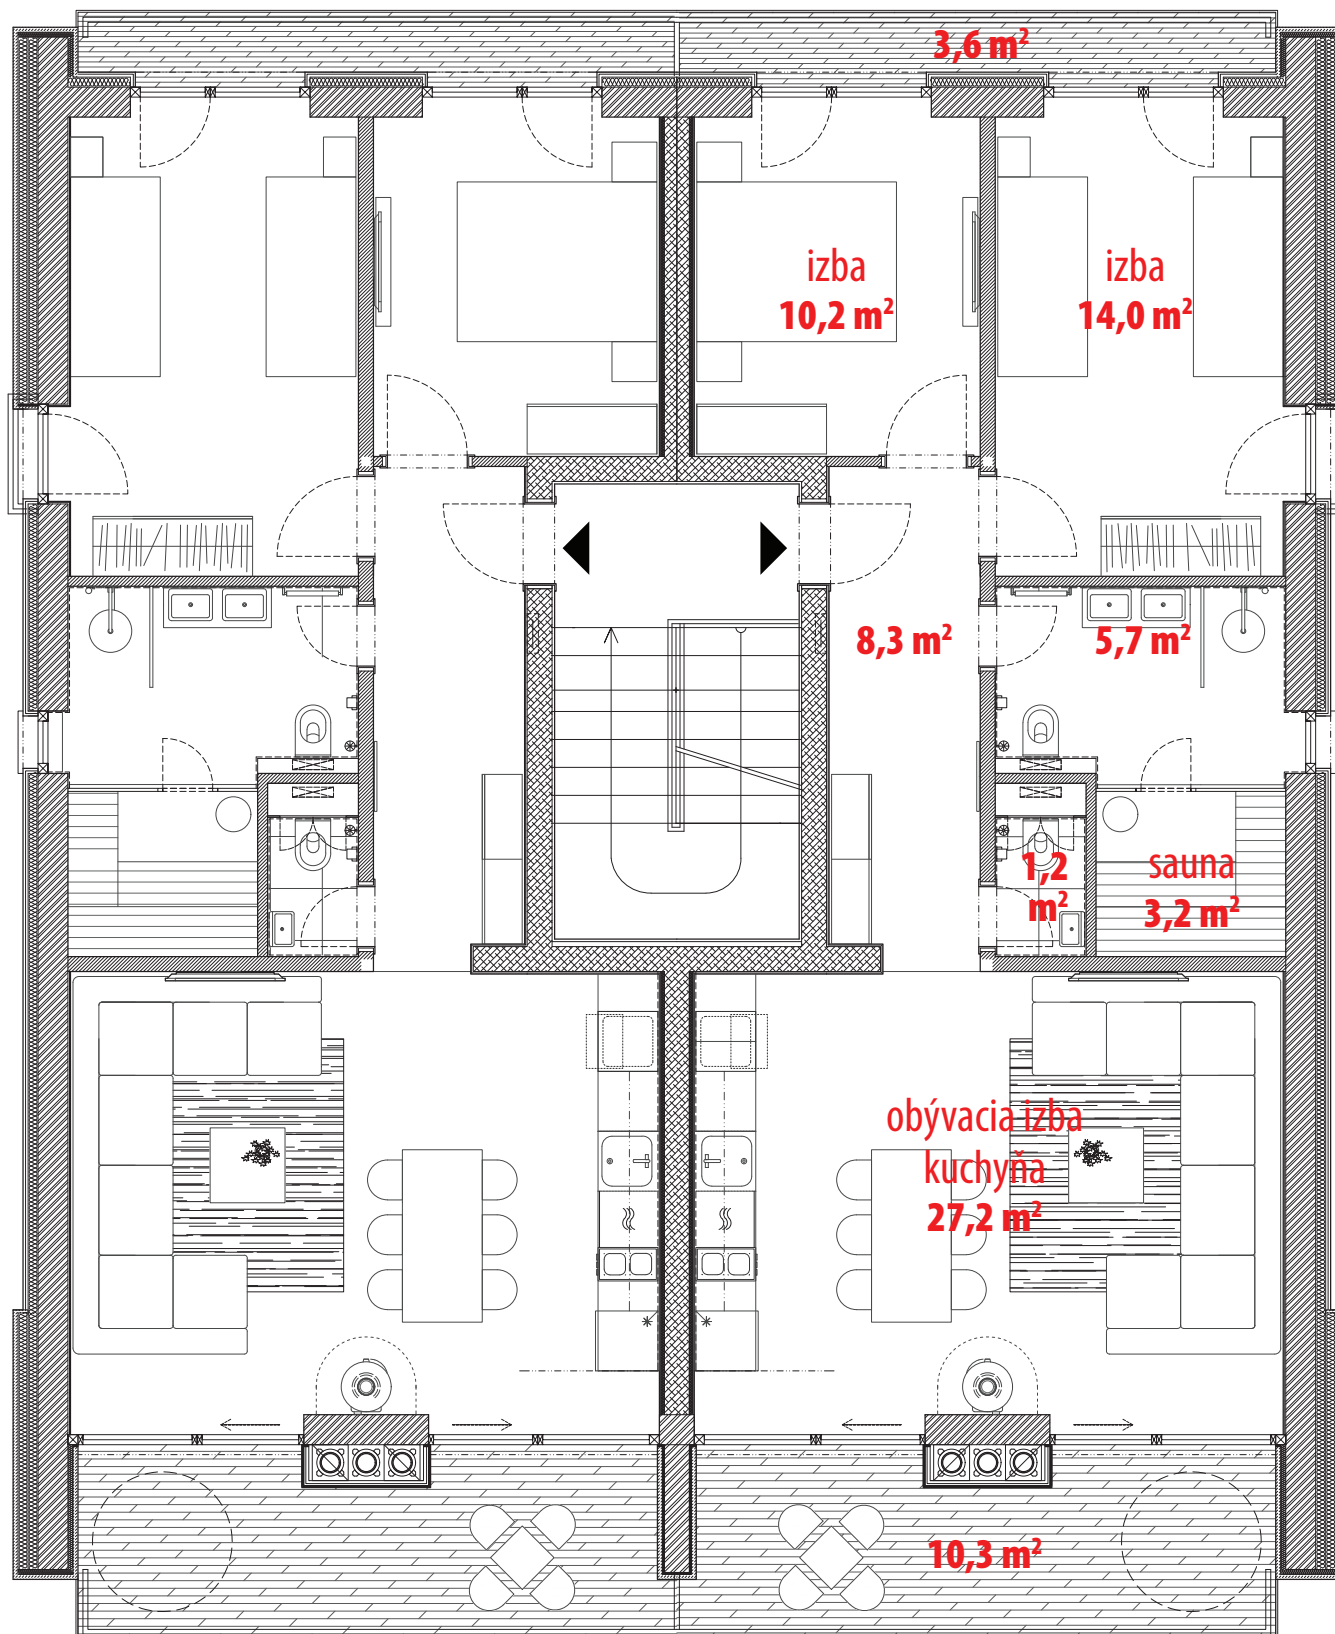 3,6 m²
izba
10,2 m²
izba
14,0 m²
8,3 m²
5,7 m²
1,2
m²
sauna
3,2 m²
obývacia izba
kuchyňa
27,2 m²
10,3 m²